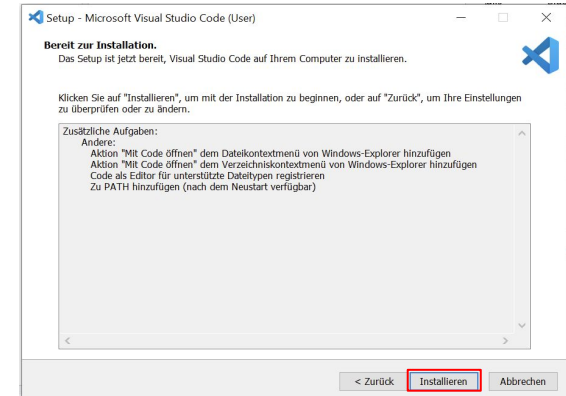 Setup - Microsoft Visual Studio Code (User)
Bereit zur Installation.
Das Setup ist jetzt bereit, Visual Studio Code auf Ihrem Computer zu installieren.
Klicken Sie auf "Installieren", um mit der Installation zu beginnen, oder auf "Zurück", um Ihre Einstellungen
zu überprüfen oder zu ändern.
Zusätzliche Aufgaben:
Andere:
Aktion "Mit Code öffnen" dem Dateikontextmenü von Windows-Explorer hinzufügen
Aktion "Mit Code öffnen" dem Verzeichniskontextmenü von Windows-Explorer hinzufügen
Code als Editor für unterstützte Dateitypen registrieren
Zu PATH hinzufügen (nach dem Neustart verfügbar)
< Zurück Installieren Abbrechen